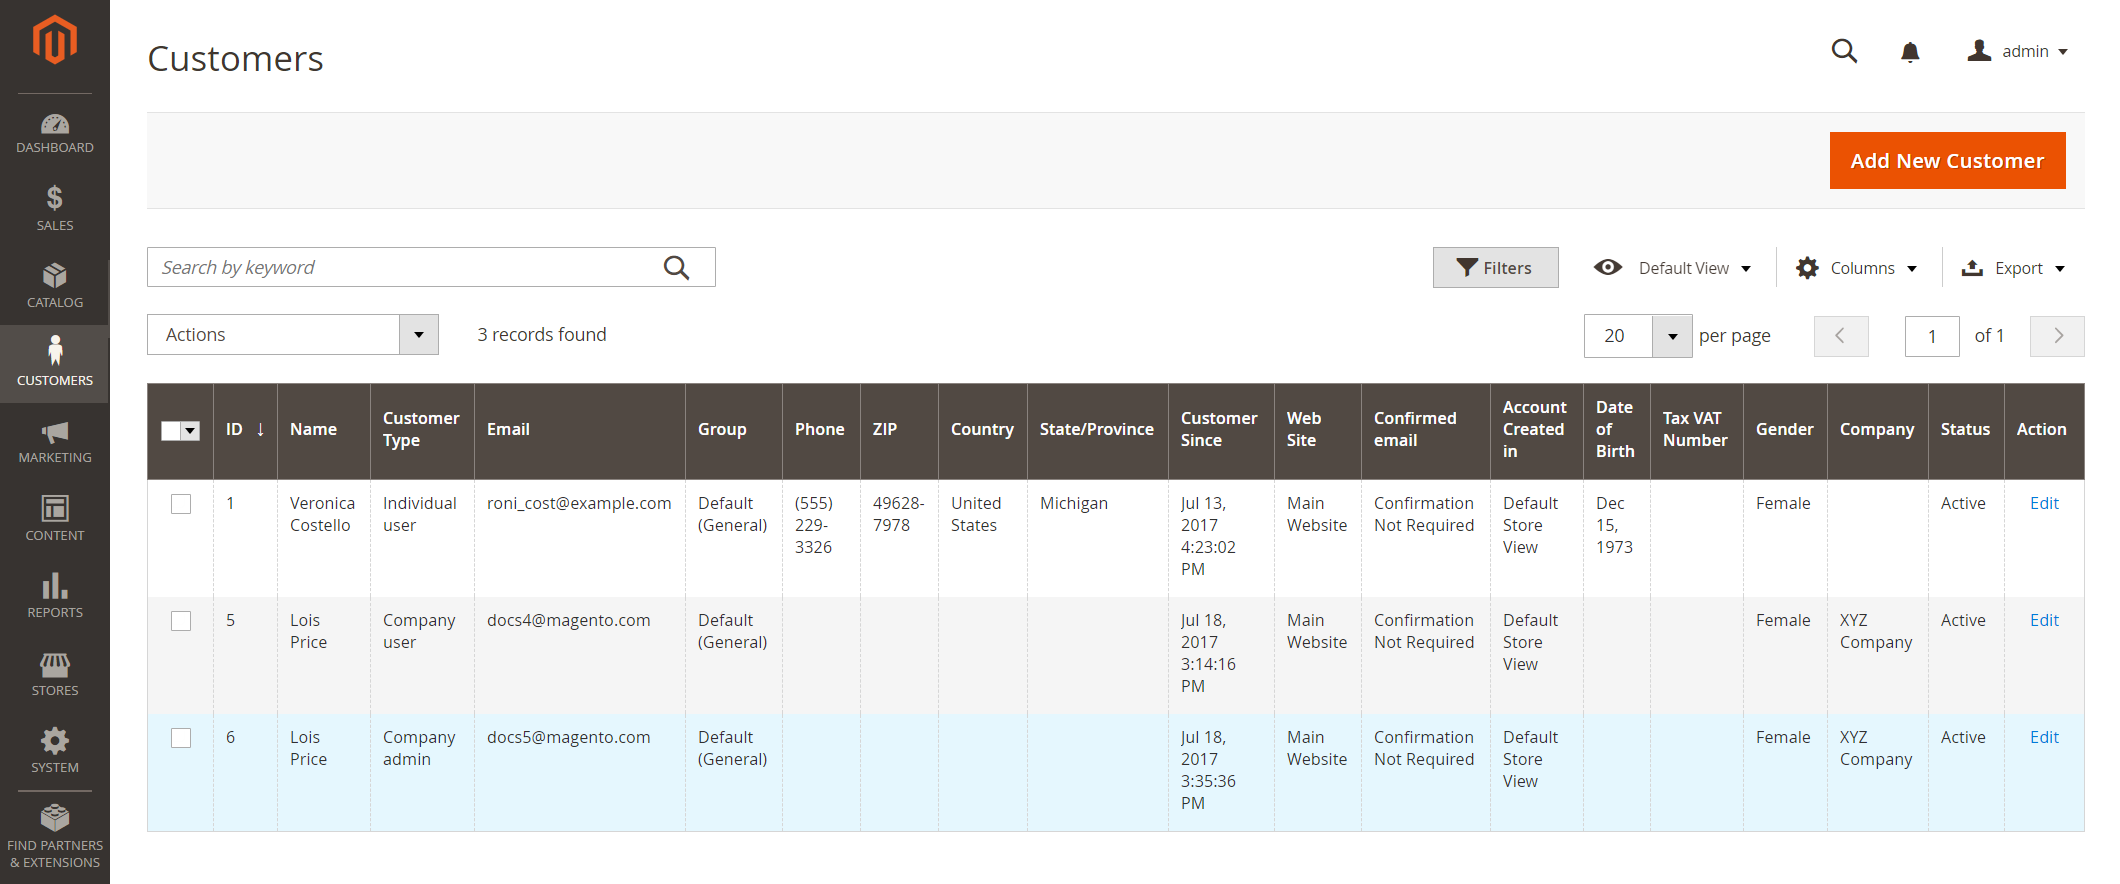 Customers
admin
DASHBOARD
SALES
CATALOG
CUSTOMERS
MARKETING
CONTENT
REPORTS
STORES
SYSTEM
FIND PARTNERS
& EXTENSIONS
Add New Customer
Search by keyword
Filters
Default View
Columns
Export
Actions
3 records found
20
per page
1
of 1
ID ↓
Name
Customer
Type
Email
Group
Phone
ZIP
Country
State/Province
Customer
Since
Web
Site
Confirmed
email
Account
Created
in
Date
of
Birth
Tax VAT
Number
Gender
Company
Status
Action
1
Veronica
Costello
Individual
user
roni_cost@example.com
Default
(General)
(555)
229-
3326
49628-
7978
United
States
Michigan
Jul 13,
2017
4:23:02
PM
Main
Website
Confirmation
Not Required
Default
Store
View
Dec
15,
1973
Female
Active
Edit
5
Lois
Price
Company
user
docs4@magento.com
Default
(General)
Jul 18,
2017
3:14:16
PM
Main
Website
Confirmation
Not Required
Default
Store
View
Female
XYZ
Company
Active
Edit
6
Lois
Price
Company
admin
docs5@magento.com
Default
(General)
Jul 18,
2017
3:35:36
PM
Main
Website
Confirmation
Not Required
Default
Store
View
Female
XYZ
Company
Active
Edit